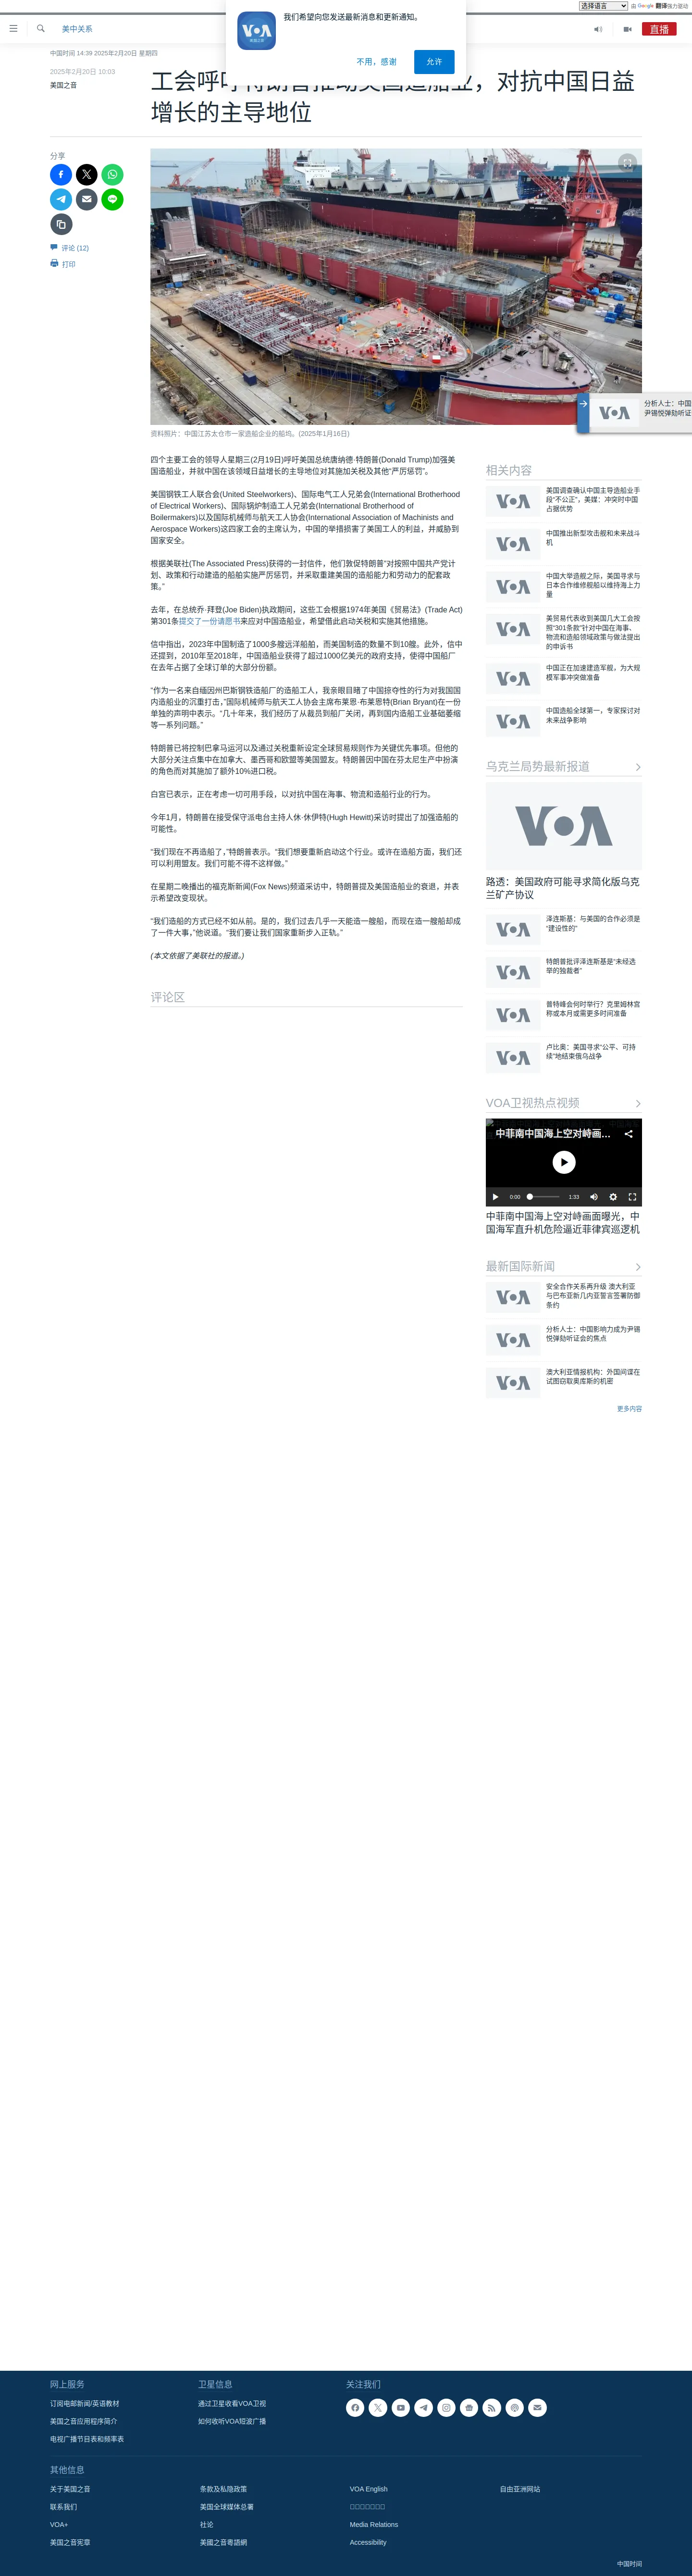 选择语言
由 Google 翻译强力驱动
我们希望向您发送最新消息和更新通知。
不用，感谢
允许
美中关系
直播
中国时间 14:39 2025年2月20日 星期四
2025年2月20日 10:03
美国之音
工会呼吁特朗普推动美国造船业，对抗中国日益
增长的主导地位
分享
评论 (12)
打印
资料照片：中国江苏太仓市一家造船企业的船坞。(2025年1月16日)
四个主要工会的领导人星期三(2月19日)呼吁美国总统唐纳德·特朗普(Donald Trump)加强美
国造船业，并就中国在该领域日益增长的主导地位对其施加关税及其他“严厉惩罚”。
美国钢铁工人联合会(United Steelworkers)、国际电气工人兄弟会(International Brotherhood
of Electrical Workers)、国际锅炉制造工人兄弟会(International Brotherhood of
Boilermakers)以及国际机械师与航天工人协会(International Association of Machinists and
Aerospace Workers)这四家工会的主席认为，中国的举措损害了美国工人的利益，并威胁到
国家安全。
根据美联社(The Associated Press)获得的一封信件，他们敦促特朗普“对按照中国共产党计
划、政策和行动建造的船舶实施严厉惩罚，并采取重建美国的造船能力和劳动力的配套政
策。”
去年，在总统乔·拜登(Joe Biden)执政期间，这些工会根据1974年美国《贸易法》(Trade Act)
第301条提交了一份请愿书来应对中国造船业，希望借此启动关税和实施其他措施。
信中指出，2023年中国制造了1000多艘远洋船舶，而美国制造的数量不到10艘。此外，信中
还提到，2010年至2018年，中国造船业获得了超过1000亿美元的政府支持，使得中国船厂
在去年占据了全球订单的大部分份额。
“作为一名来自缅因州巴斯钢铁造船厂的造船工人，我亲眼目睹了中国掠夺性的行为对我国国
内造船业的沉重打击，”国际机械师与航天工人协会主席布莱恩·布莱恩特(Brian Bryant)在一份
单独的声明中表示。“几十年来，我们经历了从裁员到船厂关闭，再到国内造船工业基础萎缩
等一系列问题。”
特朗普已将控制巴拿马运河以及通过关税重新设定全球贸易规则作为关键优先事项。但他的
大部分关注点集中在加拿大、墨西哥和欧盟等美国盟友。特朗普因中国在芬太尼生产中扮演
的角色而对其施加了额外10%进口税。
白宫已表示，正在考虑一切可用手段，以对抗中国在海事、物流和造船行业的行为。
今年1月，特朗普在接受保守派电台主持人休·休伊特(Hugh Hewitt)采访时提出了加强造船的
可能性。
“我们现在不再造船了，”特朗普表示。“我们想要重新启动这个行业。或许在造船方面，我们还
可以利用盟友。我们可能不得不这样做。”
在星期二晚播出的福克斯新闻(Fox News)频道采访中，特朗普提及美国造船业的衰退，并表
示希望改变现状。
“我们造船的方式已经不如从前。是的，我们过去几乎一天能造一艘船，而现在造一艘船却成
了一件大事，”他说道。“我们要让我们国家重新步入正轨。”
(本文依据了美联社的报道。)
评论区
分析人士：中国
尹锡悦弹劾听证
相关内容
美国调查确认中国主导造船业手
段“不公正”，美媒：冲突时中国
占据优势
中国推出新型攻击舰和未来战斗
机
中国大举造舰之际，美国寻求与
日本合作维修舰船以维持海上力
量
美贸易代表收到美国几大工会按
照“301条款”针对中国在海事、
物流和造船领域政策与做法提出
的申诉书
中国正在加速建造军舰，为大规
模军事冲突做准备
中国造船全球第一，专家探讨对
未来战争影响
乌克兰局势最新报道
路透：美国政府可能寻求简化版乌克
兰矿产协议
泽连斯基：与美国的合作必须是
“建设性的”
特朗普批评泽连斯基是“未经选
举的独裁者”
普特峰会何时举行？克里姆林宫
称或本月或需更多时间准备
卢比奥：美国寻求“公平、可持
续”地结束俄乌战争
VOA卫视热点视频
中菲南中国海上空对峙画…
0:00
1:33
中菲南中国海上空对峙画面曝光，中
国海军直升机危险逼近菲律宾巡逻机
最新国际新闻
安全合作关系再升级 澳大利亚
与巴布亚新几内亚誓言签署防御
条约
分析人士：中国影响力成为尹锡
悦弹劾听证会的焦点
澳大利亚情报机构：外国间谍在
试图窃取奥库斯的机密
更多内容
网上服务
订阅电邮新闻/英语教材
美国之音应用程序简介
电视广播节目表和频率表
卫星信息
通过卫星收看VOA卫视
如何收听VOA短波广播
关注我们
其他信息
关于美国之音
联系我们
VOA+
美国之音宪章
条款及私隐政策
美国全球媒体总署
社论
美國之音粵語網
VOA English
Media Relations
Accessibility
自由亚洲网站
中国时间